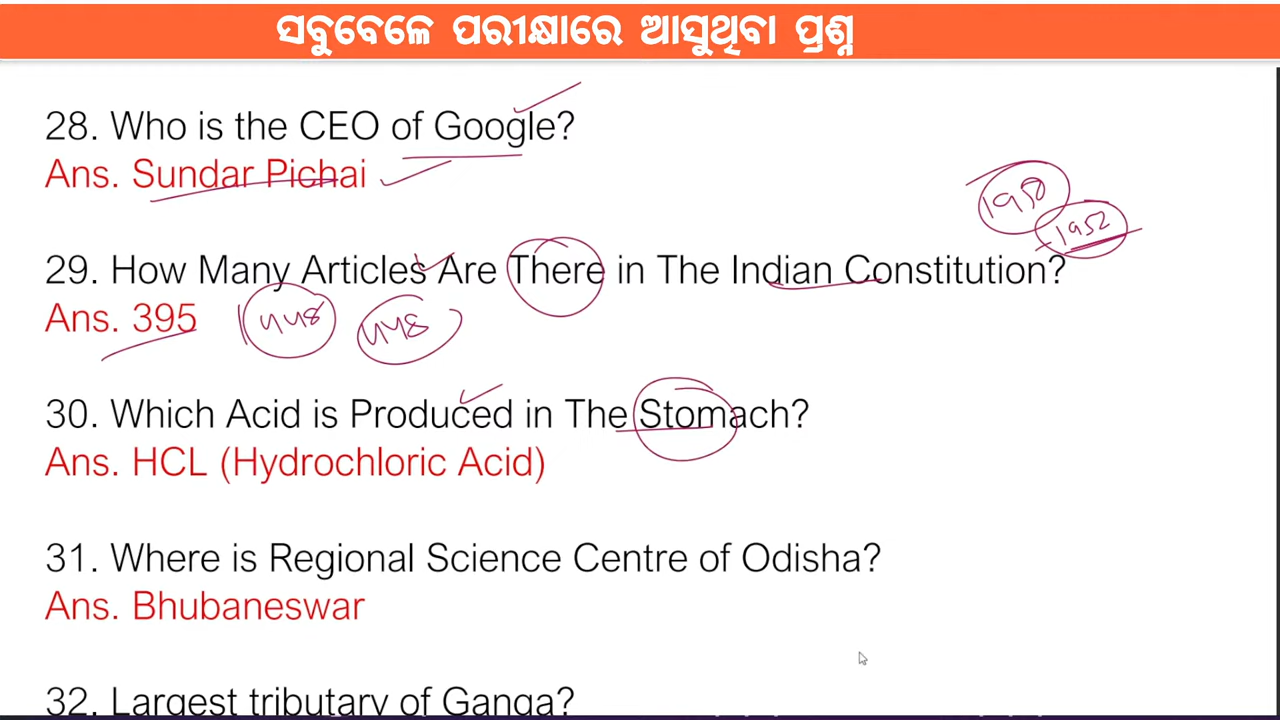 ସବୁବେଳେ ପରୀକ୍ଷାରେ ଆସୁଥିବା ପ୍ରଶ୍ନ
28. Who is the CEO of Google?
Ans. Sundar Pichai
1950
1952
29. How Many Articles Are There in The Indian Constitution?
Ans. 395 448 448
30. Which Acid is Produced in The Stomach?
Ans. HCL (Hydrochloric Acid)
31. Where is Regional Science Centre of Odisha?
Ans. Bhubaneswar
32. Largest tributary of Ganga?